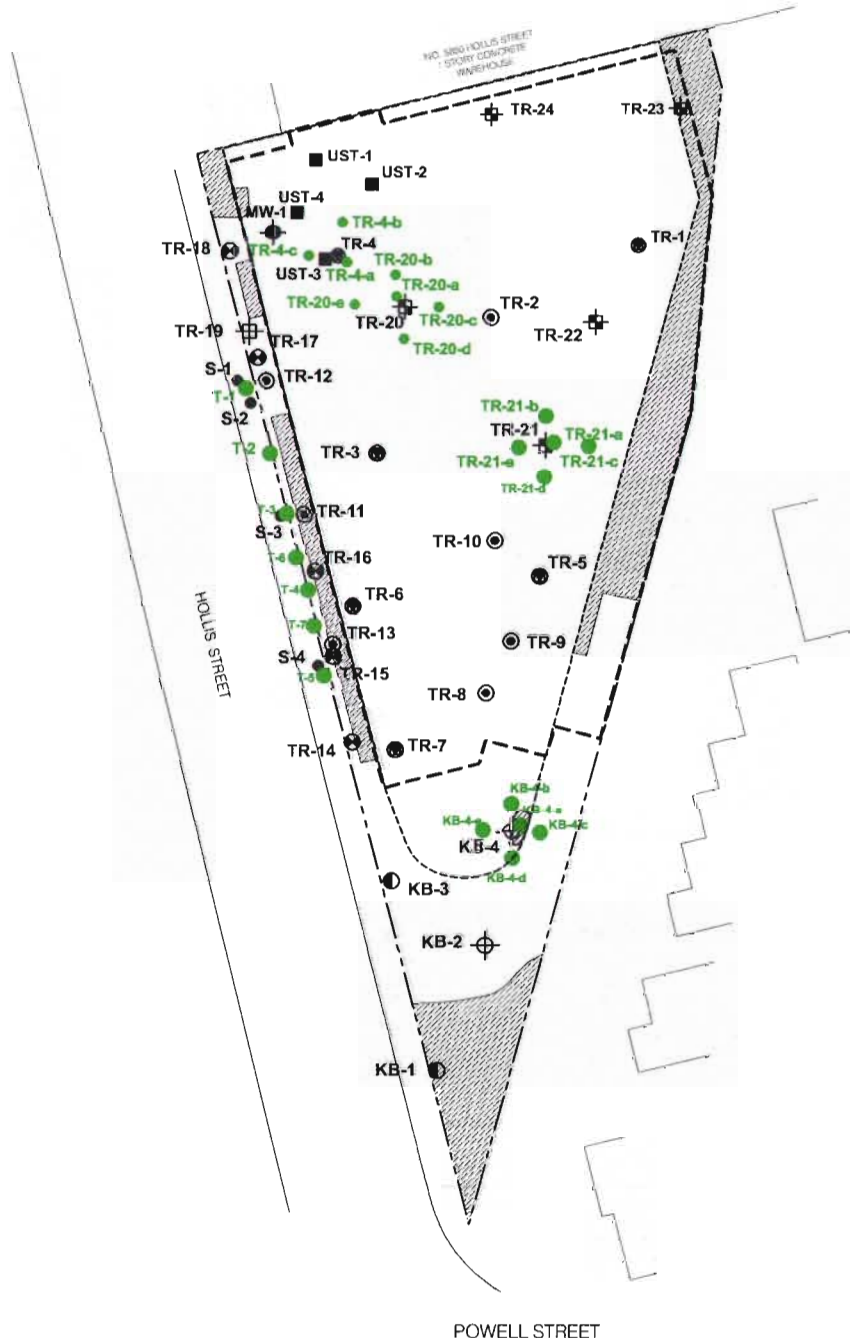 NO. 5860 HOLLIS STREET
1 STORY CONCRETE
WAREHOUSE
TR-24
TR-23
UST-1
UST-2
UST-4
MW-1
TR-4-b
TR-18
TR-4-c
TR-4
TR-1
UST-3
TR-4-a
TR-20-b
TR-20-a
TR-20-e
TR-20
TR-20-c
TR-2
TR-22
TR-19
TR-17
TR-20-d
S-1
TR-12
T-1
S-2
TR-21-b
T-2
TR-3
TR-21
TR-21-a
TR-21-e
TR-21-c
TR-21-d
T-3
TR-11
S-3
TR-10
T-6
TR-16
TR-5
T-4
TR-6
HOLLIS STREET
T-7
TR-13
TR-9
S-4
TR-15
T-5
TR-8
TR-14
TR-7
KB-4-b
KB-4-a
KB-4-e
KB-4-c
KB-4
KB-4-d
KB-3
KB-2
KB-1
POWELL STREET